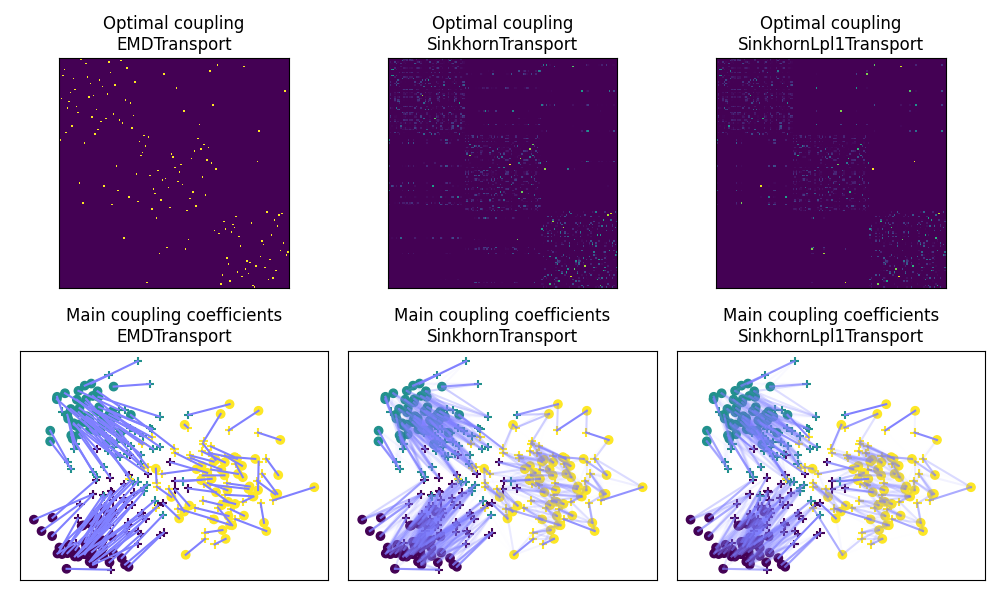 Optimal coupling
EMDTransport
Optimal coupling
SinkhornTransport
Optimal coupling
SinkhornLpl1Transport
Main coupling coefficients
EMDTransport
Main coupling coefficients
SinkhornTransport
Main coupling coefficients
SinkhornLpl1Transport